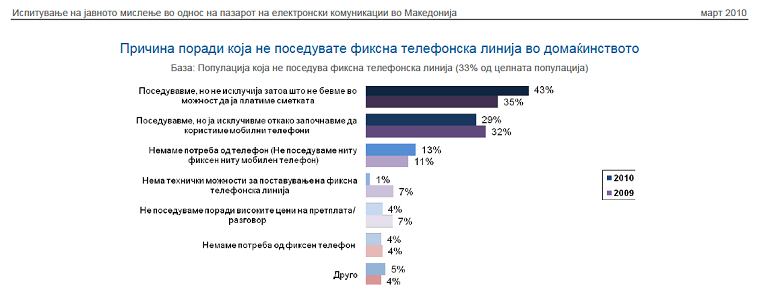 Испитување на јавното мислење во однос на пазарот на електронски комуникации во Македонија март 2010
Причина поради која не поседувате фиксна телефонска линија во домаќинството
База: Популација која не поседува фиксна телефонска линија (33% од целната популација)
Поседувавме, но не исклучија затоа што не бевме во
можност да ја платиме сметката
43%
35%
Поседувавме, но ја исклучивме откако започнавме да
користиме мобилни телефони
29%
32%
Немаме потреба од телефон (Не поседуваме ниту
фиксен ниту мобилен телефон)
13%
11%
Нема технички можности за поставување на фиксна
телефонска линија
1%
7%
Не поседуваме поради високите цени на претплата/
разговор
4%
7%
Немаме потреба од фиксен телефон
4%
4%
Друго
5%
4%
2010
2009